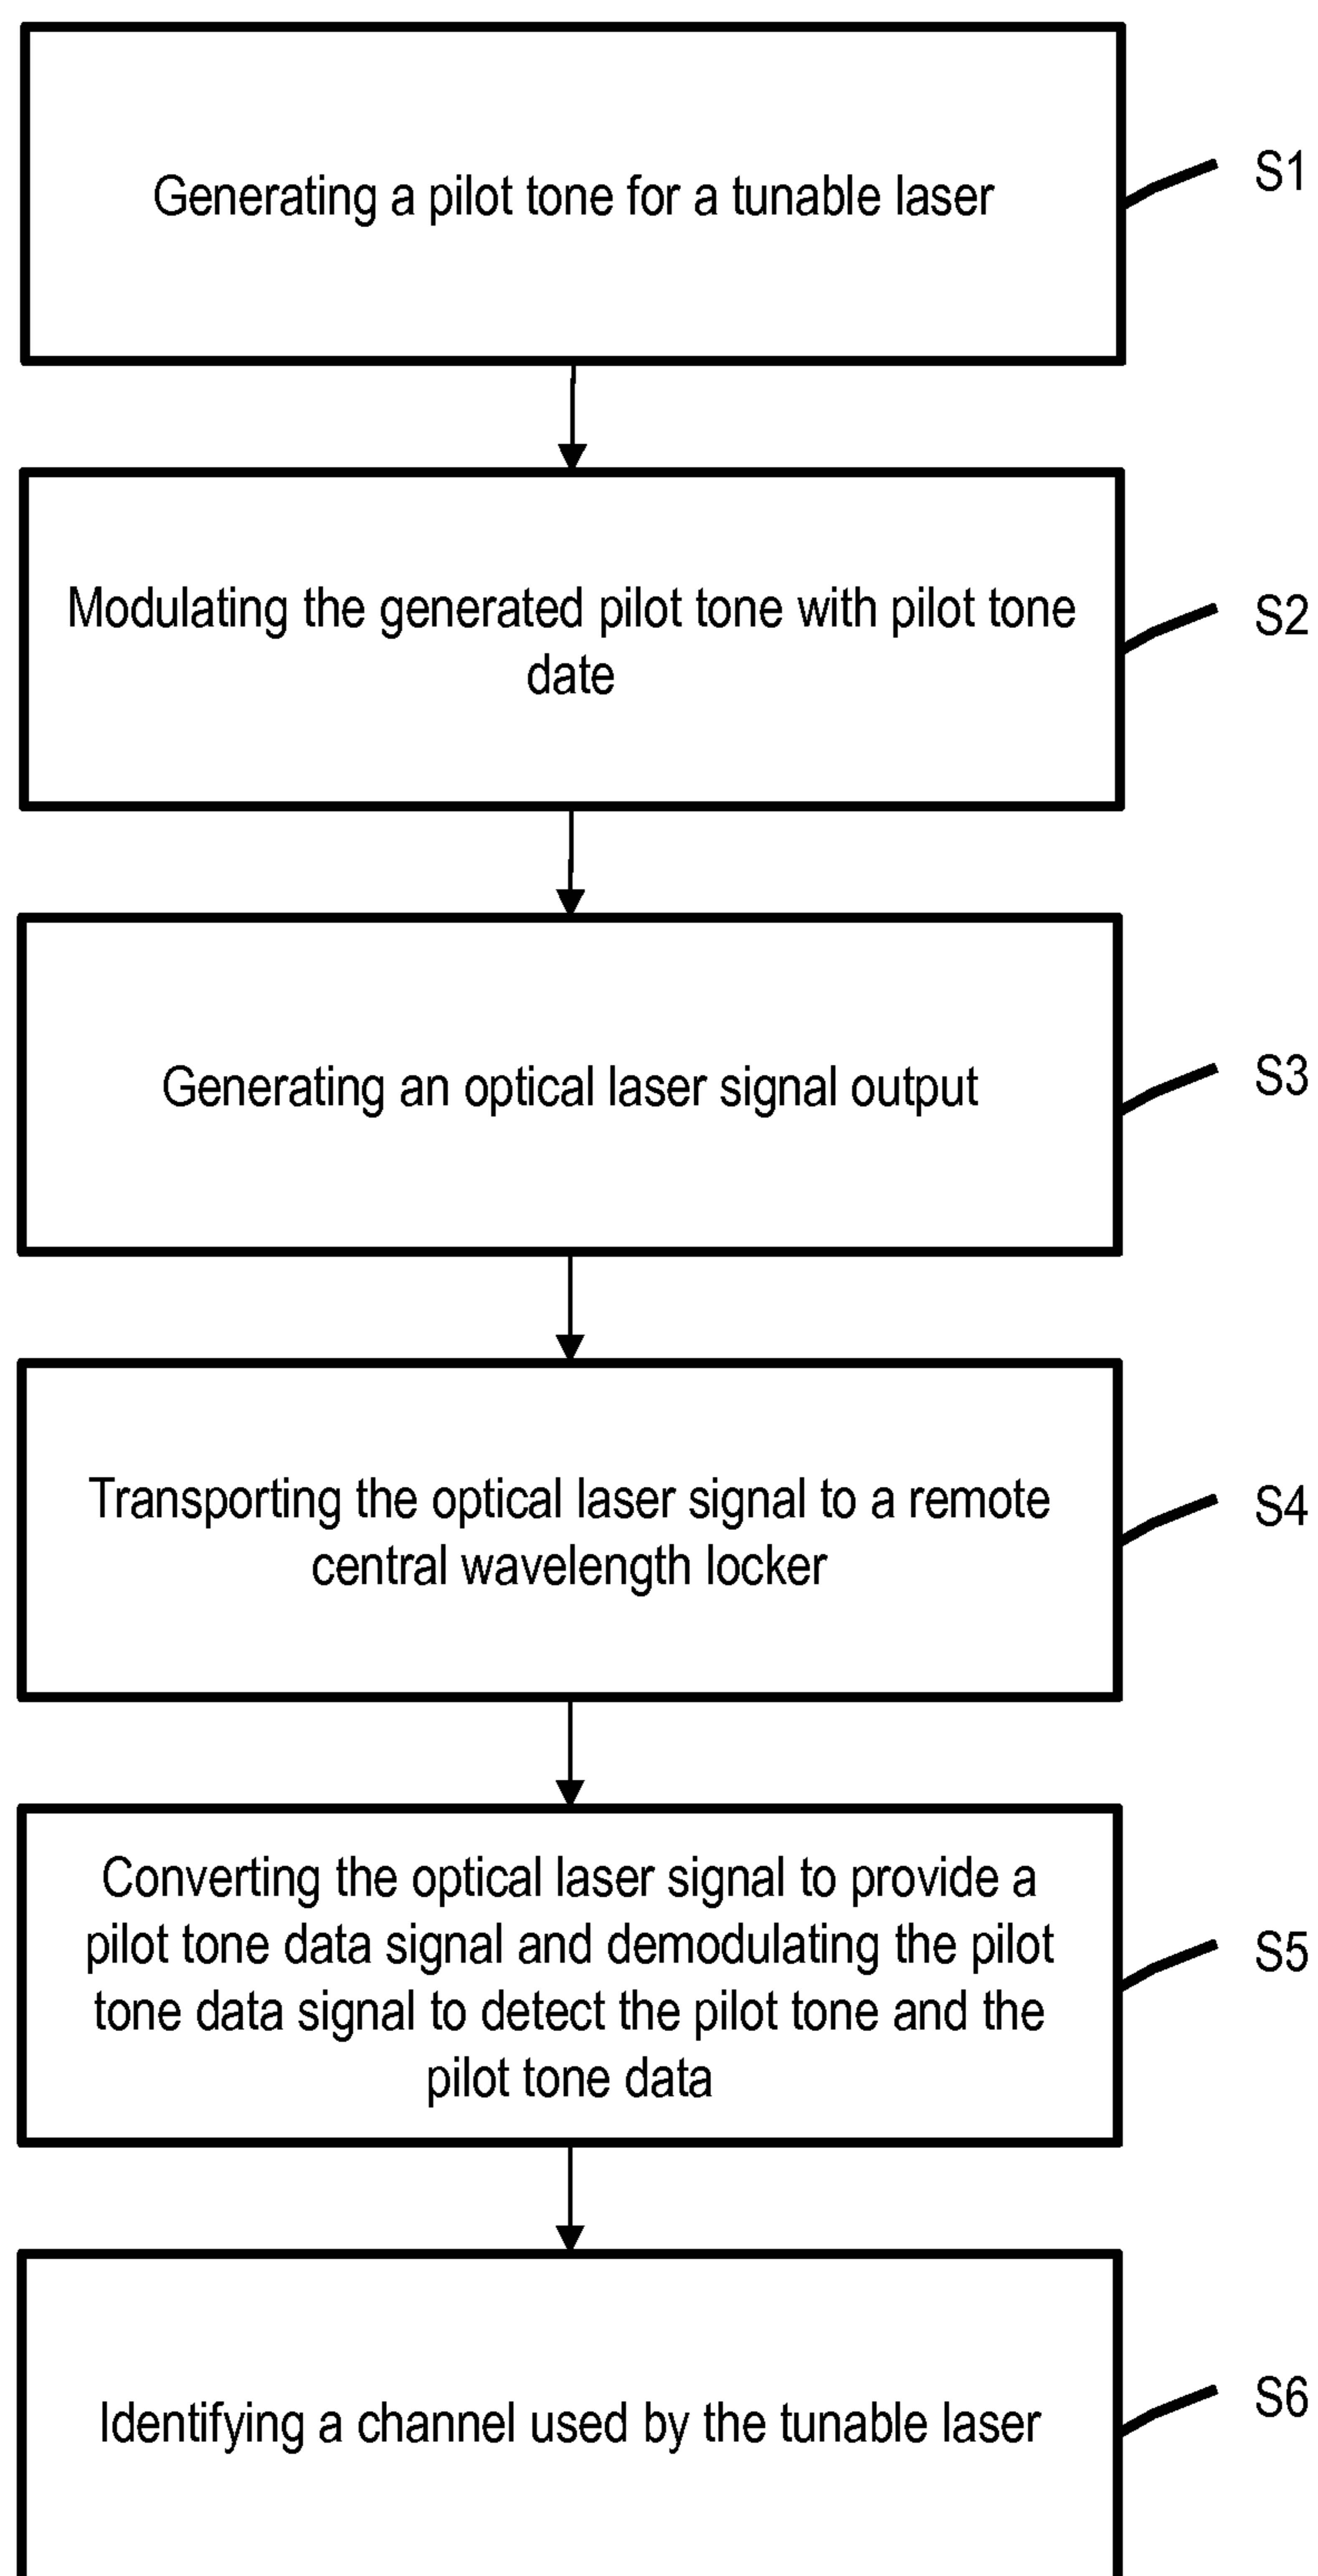 Generating a pilot tone for a tunable laser
S1
Modulating the generated pilot tone with pilot tone
date
S2
Generating an optical laser signal output
S3
Transporting the optical laser signal to a remote
central wavelength locker
S4
Converting the optical laser signal to provide a
pilot tone data signal and demodulating the pilot
tone data signal to detect the pilot tone and the
pilot tone data
S5
Identifying a channel used by the tunable laser
S6